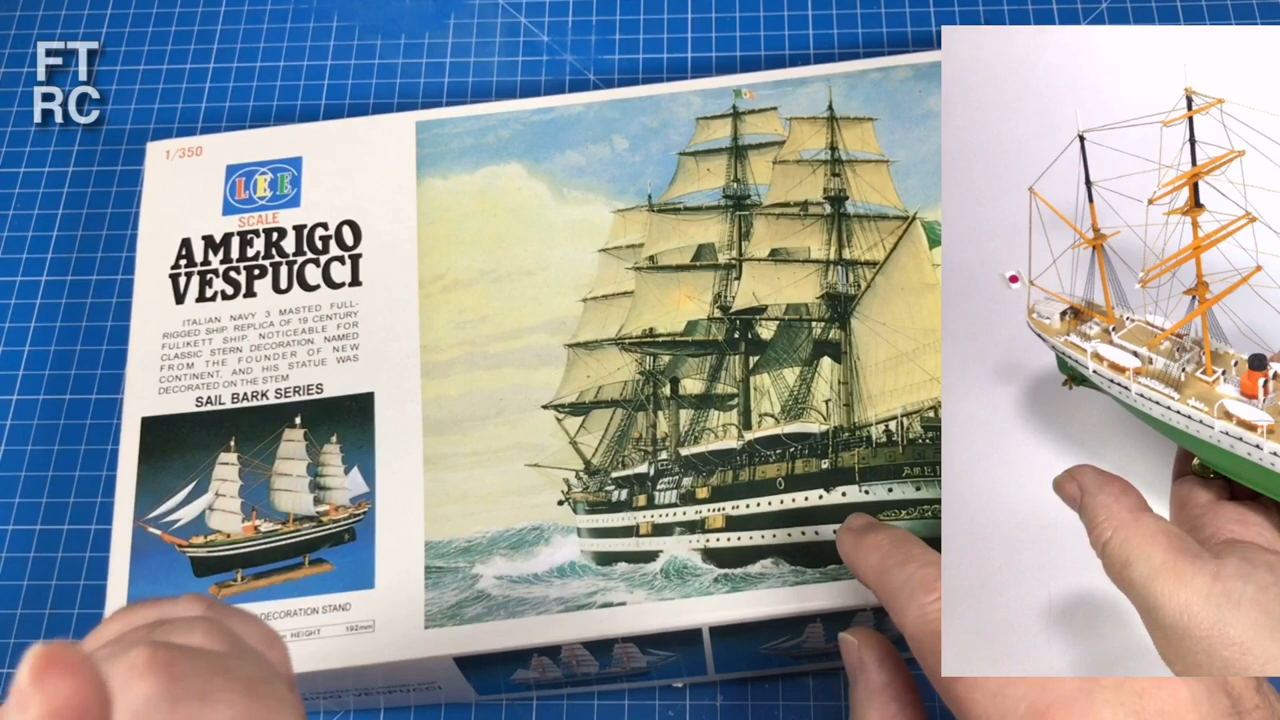 FT
RC
1/350
LEE
SCALE
AMERIGO
VESPUCCI
ITALIAN NAVY 3 MASTED FULL-
RIGGED SHIP. REPLICA OF 19 CENTURY
FULIKETT SHIP. NOTICEABLE FOR
CLASSIC STERN DECORATION. NAMED
FROM THE FOUNDER OF NEW
CONTINENT, AND HIS STATUE WAS
DECORATED ON THE STEM
SAIL BARK SERIES
DECORATION STAND
HEIGHT 192mm
AMERI
VESPUCCI